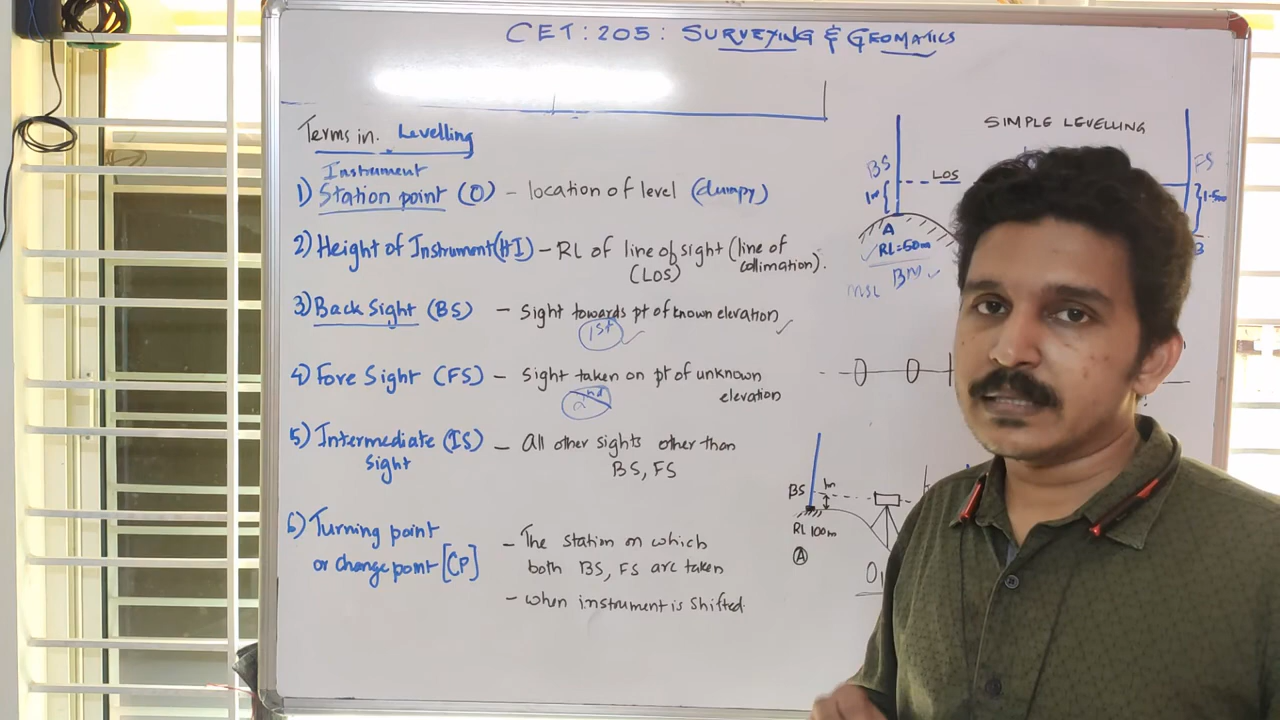 CET:205: SURVEYING & GEOMATICS
Terms in Levelling
Instrument
1) Station point (O) – location of level (dumpy)
2) Height of Instrument (HI) – RL of line of sight (line of
(LOS) collimation).
3) Back Sight (BS) – Sight towards pt of known elevation
1st
4) Fore Sight (FS) – Sight taken on pt of unknown
2nd elevation
5) Intermediate (IS) – All other sights other than
Sight BS, FS
6) Turning point – The station on which
or change point [CP] both BS, FS are taken
– when instrument is shifted.
SIMPLE LEVELLING
BS LOS FS
1m 1.5m
A B
RL=50m
MSL BM
BS 1m
RL 100m
A
O1